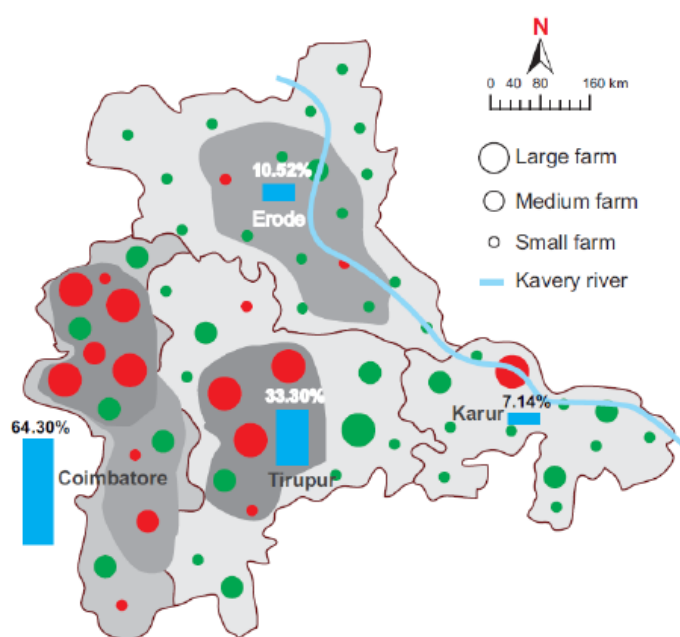 N
0 40 80 160 km
Large farm
Medium farm
Small farm
Kavery river
10.52%
Erode
33.30%
Tirupur
7.14%
Karur
64.30%
Coimbatore